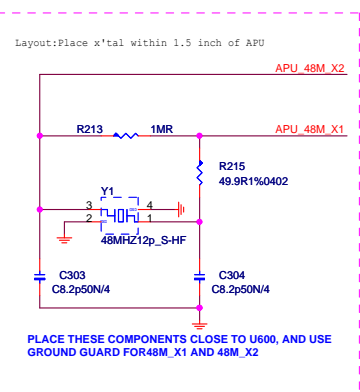 Layout:Place x'tal within 1.5 inch of APU
APU_48M_X2
R213 1MR APU_48M_X1
R215
49.9R1%0402
Y1
3 4
2 1
48MHZ12p_S-HF
C303 C304
C8.2p50N/4 C8.2p50N/4
PLACE THESE COMPONENTS CLOSE TO U600, AND USE
GROUND GUARD FOR48M_X1 AND 48M_X2